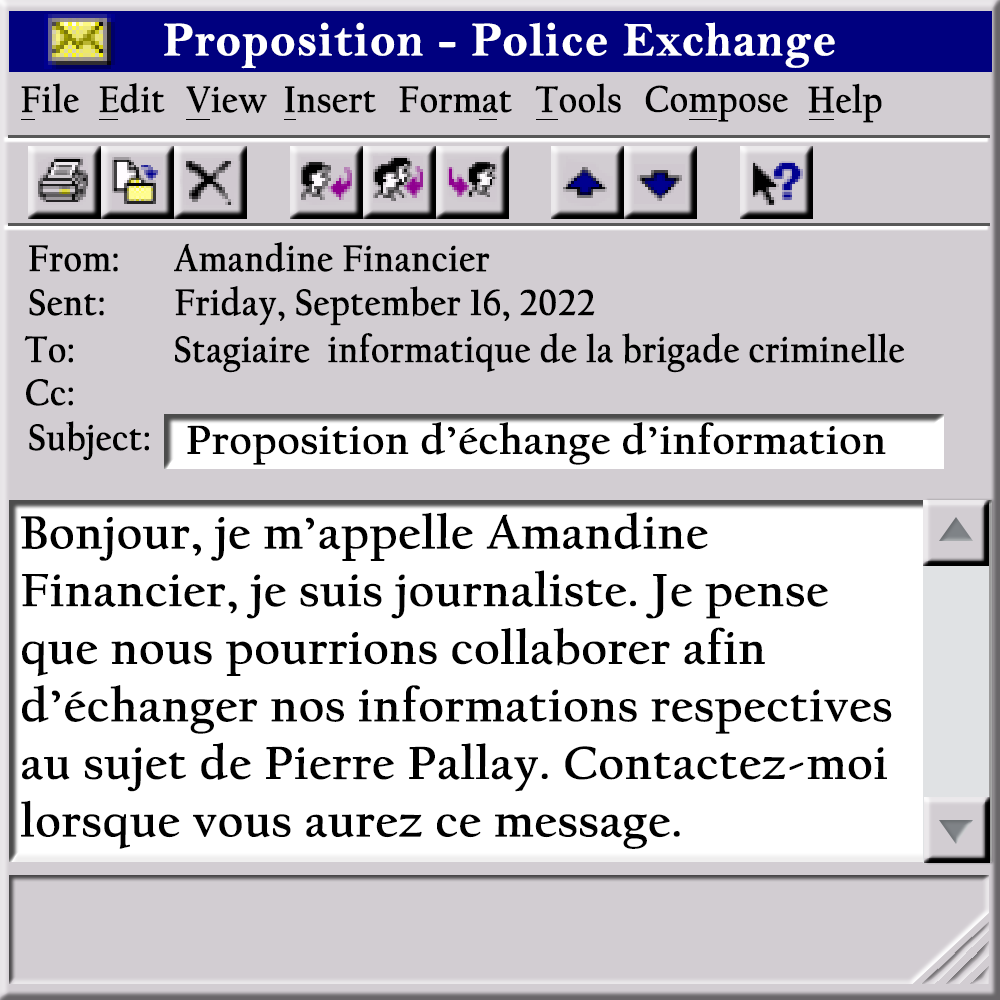 Proposition - Police Exchange
File Edit View Insert Format Tools Compose Help
From: Amandine Financier
Sent: Friday, September 16, 2022
To: Stagiaire informatique de la brigade criminelle
Cc:
Subject: Proposition d’échange d’information
Bonjour, je m’appelle Amandine
Financier, je suis journaliste. Je pense
que nous pourrions collaborer afin
d’échanger nos informations respectives
au sujet de Pierre Pallay. Contactez-moi
lorsque vous aurez ce message.